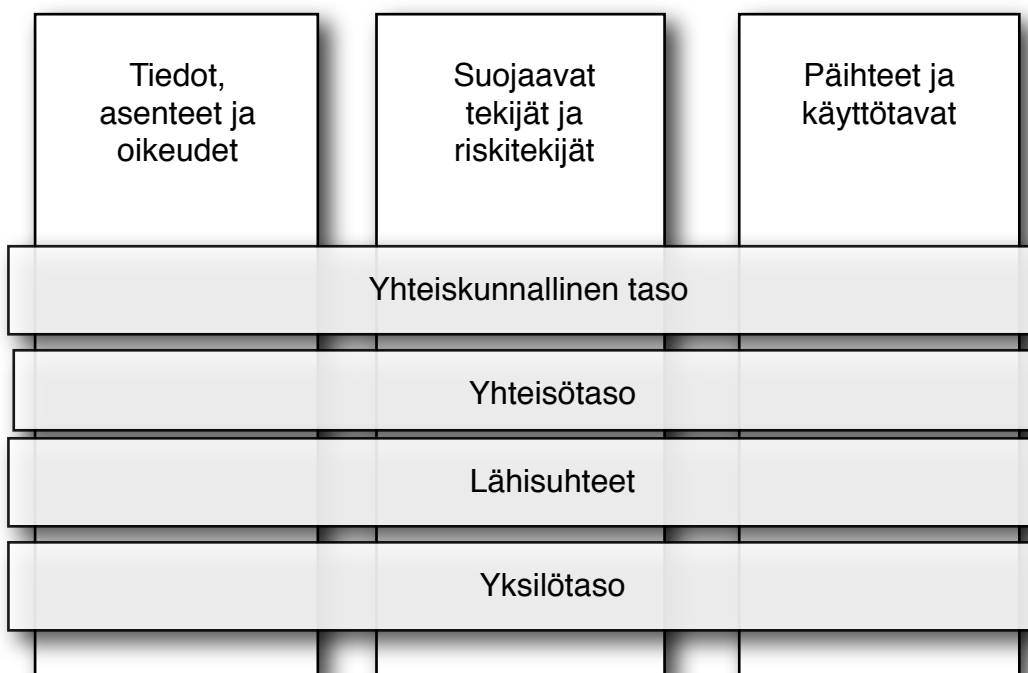 Tiedot,
asenteet ja
oikeudet
Suojaavat
tekijät ja
riskitekijät
Päihteet ja
käyttötavat
Yhteiskunnallinen taso
Yhteisötaso
Lähisuhteet
Yksilötaso